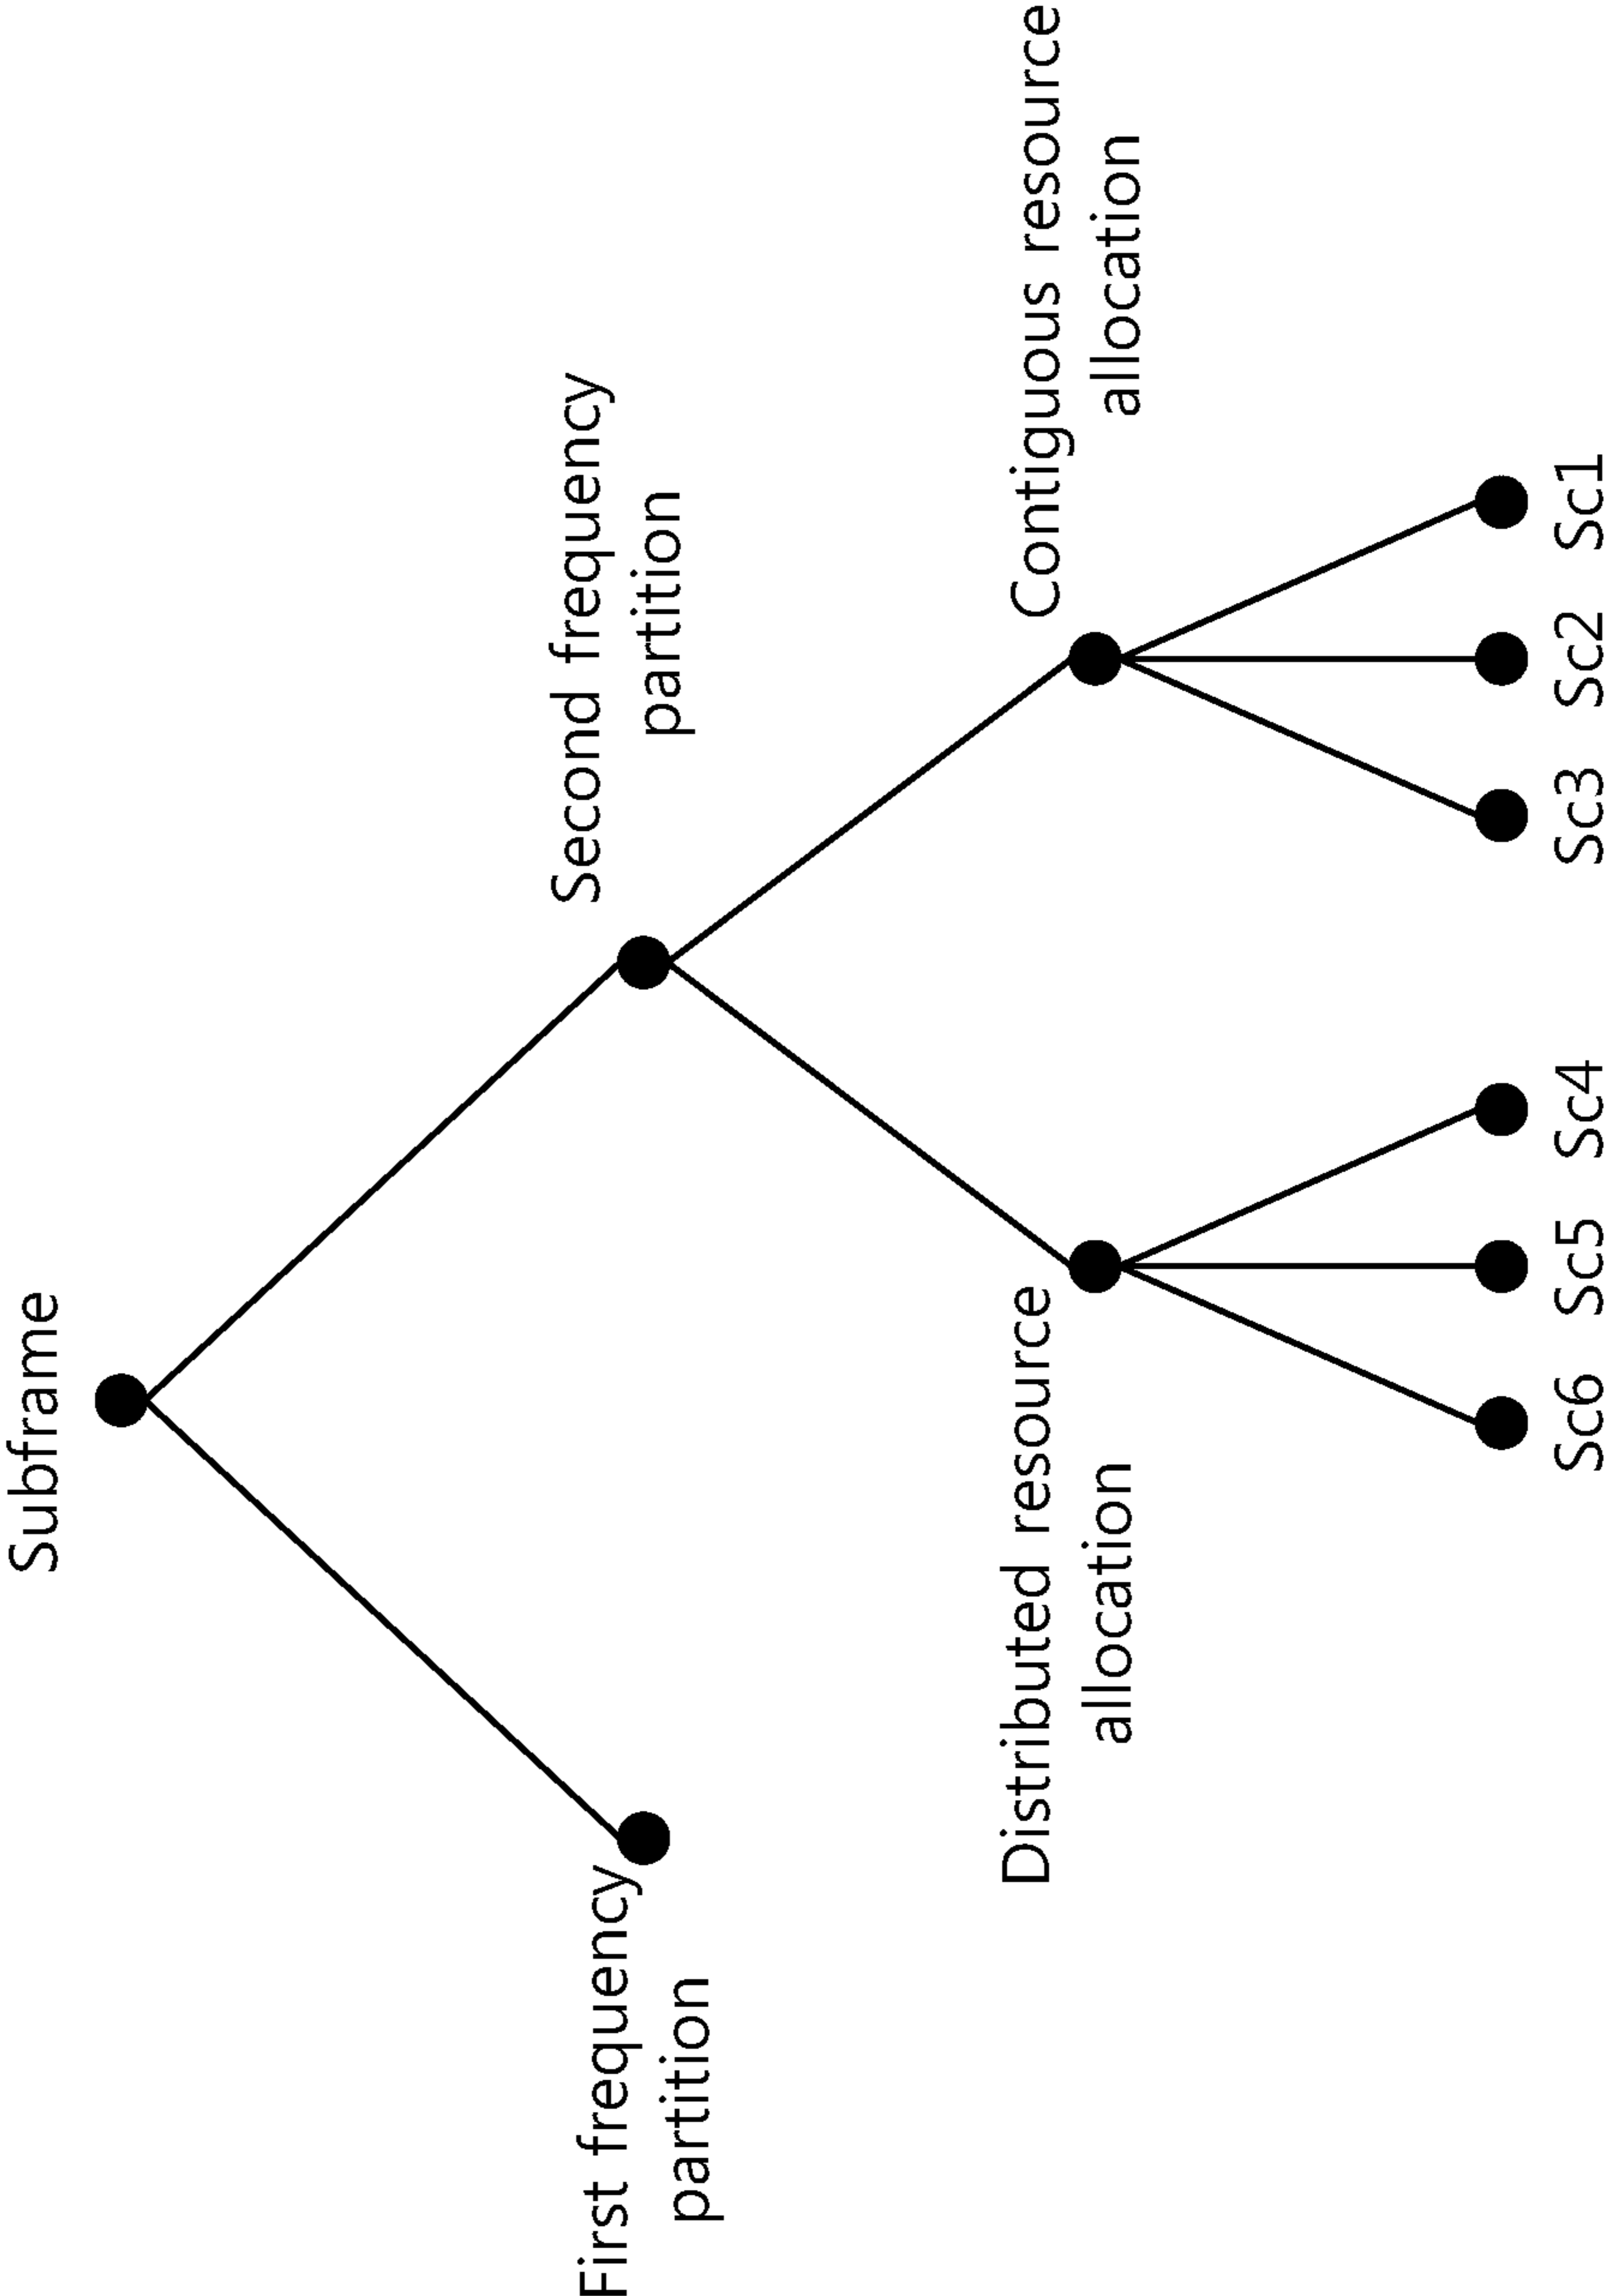 Subframe
First frequency
partition
Second frequency
partition
Distributed resource
allocation
Contiguous resource
allocation
Sc6
Sc5
Sc4
Sc3
Sc2
Sc1